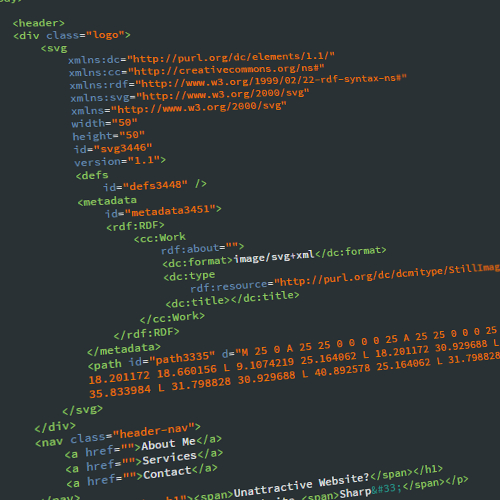 <header>
<div class="logo">
<svg
xmlns:dc="http://purl.org/dc/elements/1.1/"
xmlns:cc="http://creativecommons.org/ns#"
xmlns:rdf="http://www.w3.org/1999/02/22-rdf-syntax-ns#"
xmlns:svg="http://www.w3.org/2000/svg"
xmlns="http://www.w3.org/2000/svg"
width="50"
height="50"
id="svg3446"
version="1.1">
<defs
id="defs3448" />
<metadata
id="metadata3451">
<rdf:RDF>
<cc:Work
rdf:about="">
<dc:format>image/svg+xml</dc:format>
<dc:type
rdf:resource="http://purl.org/dc/dcmitype/StillImag
<dc:title></dc:title>
</cc:Work>
</rdf:RDF>
</metadata>
<path id="path3335" d="M 25 0 A 25 25 0 0 0 0 25 A 25 25 0 0 0 25
18.201172 18.660156 L 9.1074219 25.164062 L 18.201172 30.929688 L
35.833984 L 31.798828 30.929688 L 40.892578 25.164062 L 31.798828
</svg>
</div>
<nav class="header-nav">
<a href="">About Me</a>
<a href="">Services</a>
<a href="">Contact</a>
</nav>
"h1"><span>Unattractive Website?</span></h1>
<span>Sharp&#33;</span></p>